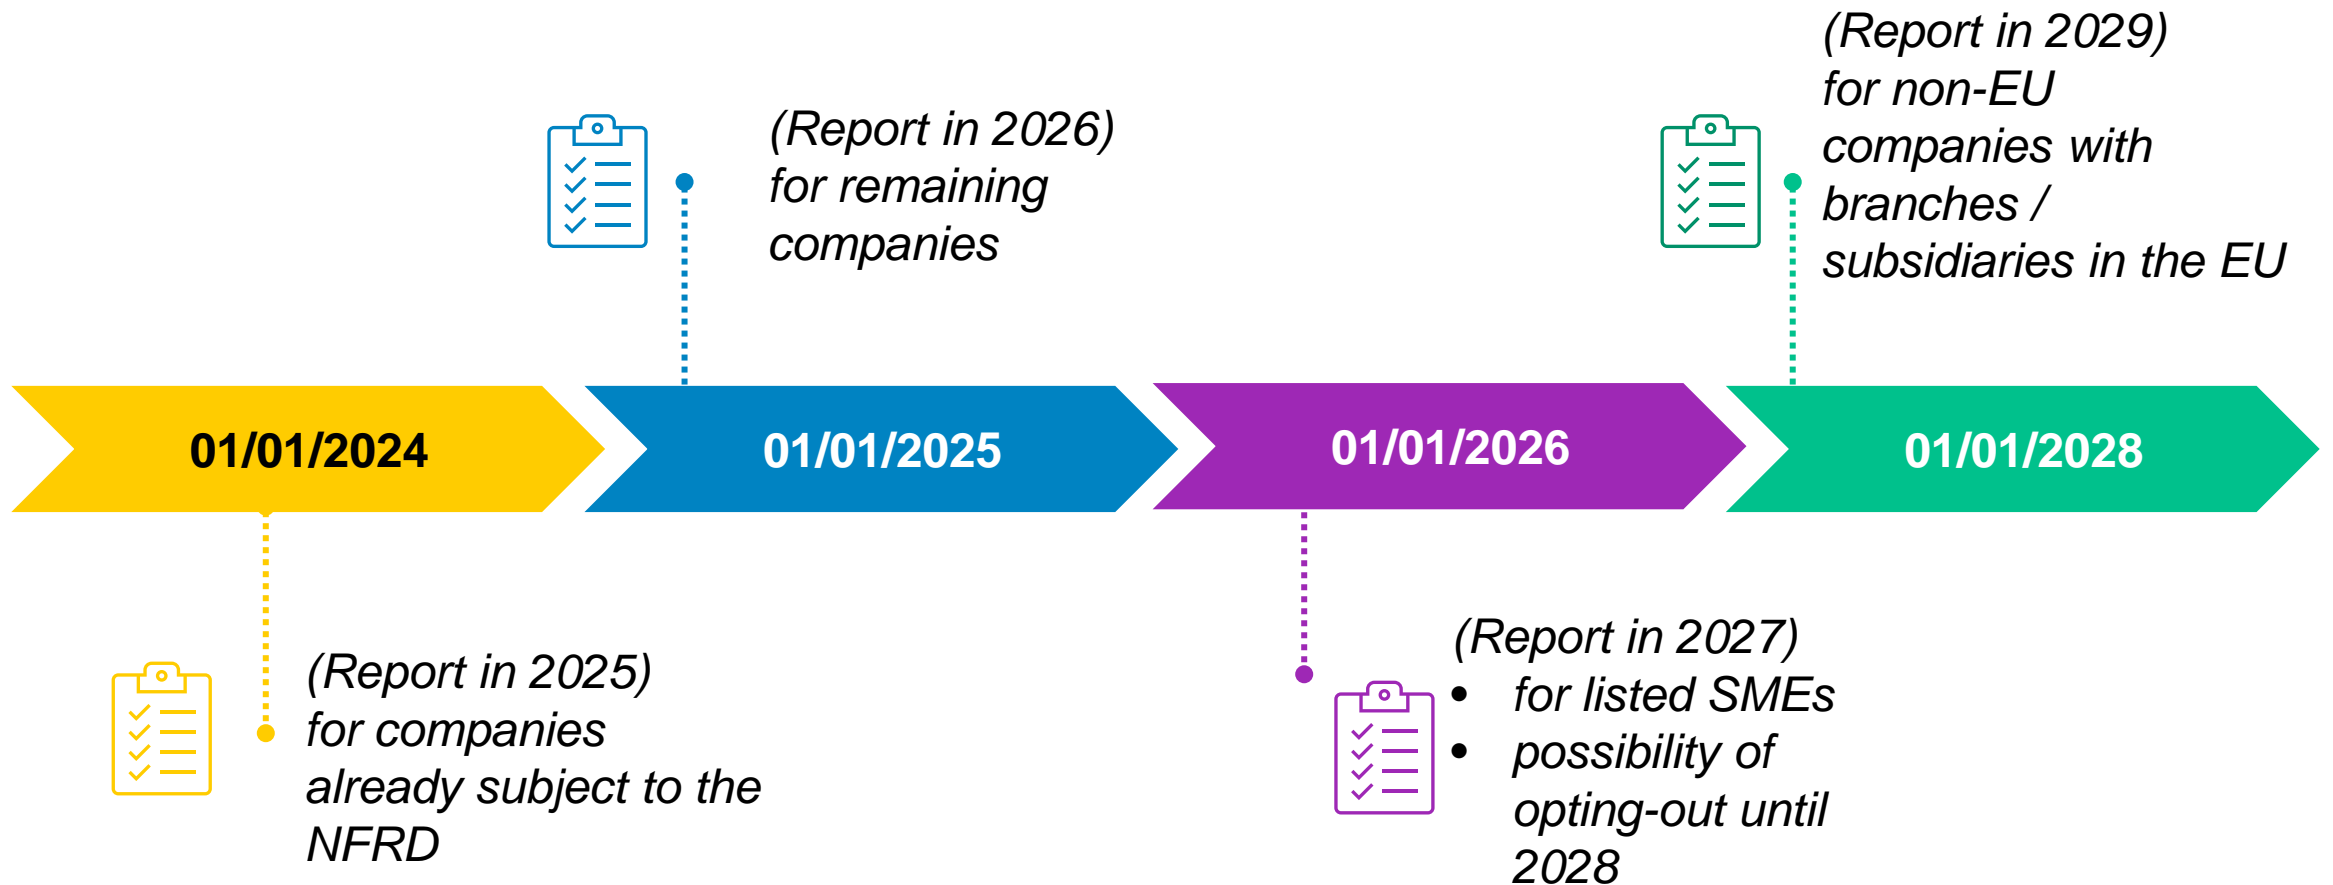 (Report in 2029)
for non-EU
companies with
branches /
subsidiaries in the EU
(Report in 2026)
for remaining
companies
01/01/2024
01/01/2025
01/01/2026
01/01/2028
(Report in 2025)
for companies
already subject to the
NFRD
(Report in 2027)
• for listed SMEs
• possibility of
opting-out until
2028